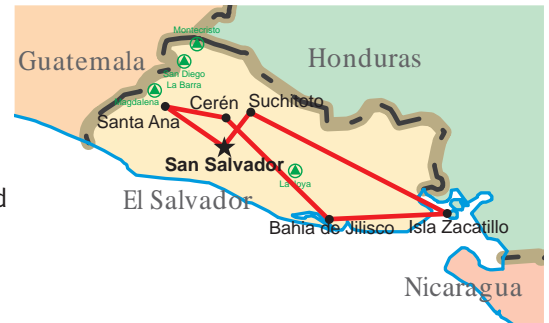 Montecristo
Guatemala
Honduras
San Diego
La Barra
Magdalena
Cerén
Suchitoto
Santa Ana
San Salvador
La Joya
d
El Salvador
Bahía de Jilisco
Isla Zacatillo
Nicaragua